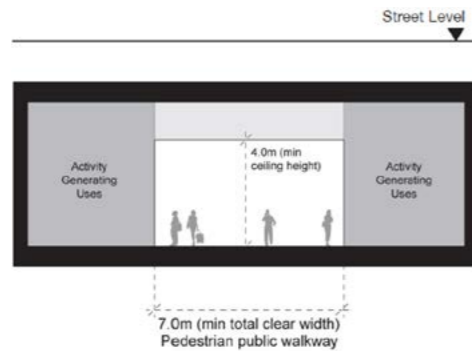 Street Level
4.0m (min
ceiling height)
Activity
Generating
Uses
Activity
Generating
Uses
7.0m (min total clear width)
Pedestrian public walkway